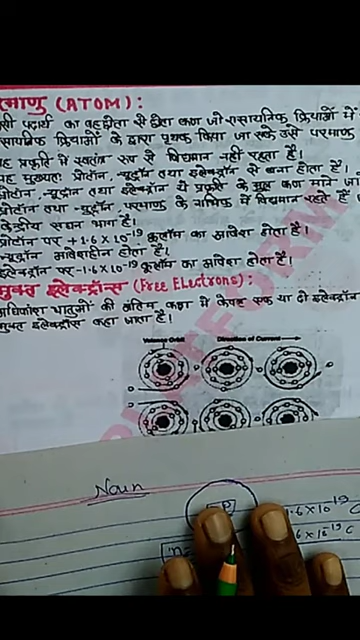 रमाणु (ATOM) :
सी पदार्थ का वह छोटा से छोटा कण जो रासायनिक क्रियाओं में
सायनिक क्रियाओं के द्वारा पृथक किया जा सके उसे परमाणु
यह प्रकृति में स्वतंत्र रूप से विद्यमान नहीं रहता है।
यह मुख्यतः प्रोटॉन, न्यूट्रॉन तथा इलेक्ट्रॉन से बना होता है।
प्रोटॉन, न्यूट्रॉन तथा इलेक्ट्रॉन ये प्रकृति के मूल कण माने जा
प्रोटॉन तथा न्यूट्रॉन परमाणु के नाभिक में विद्यमान रहते हैं
केन्द्रीय सघन भाग है।
प्रोटॉन पर +1.6 × 10⁻¹⁹ कूलॉम का आवेश होता है।
न्यूट्रॉन आवेशहीन होता है।
इलेक्ट्रॉन पर -1.6 × 10⁻¹⁹ कूलॉम का आवेश होता है।
मुक्त इलेक्ट्रॉन्स (Free Electrons) :
अधिकांश धातुओं की अंतिम कक्षा में केवल एक या दो इलेक्ट्रॉन
मुक्त इलेक्ट्रॉन्स कहा जाता है।
Valence Orbit Direction of Current
PLATFORM
Noun
P
1.6 × 10⁻¹⁹ C
6 × 10⁻¹⁹ C
n